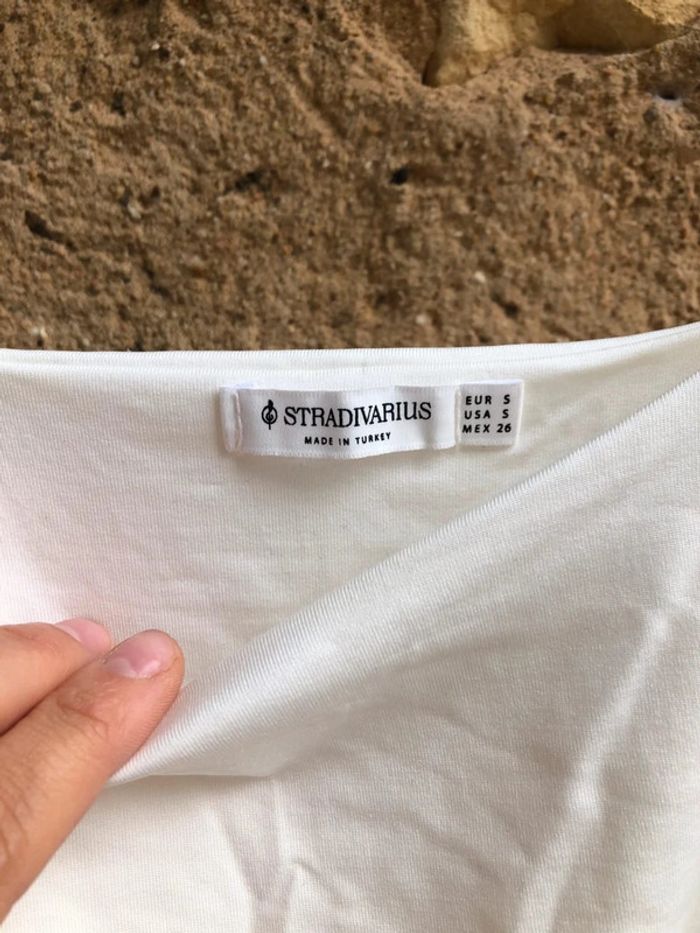 STRADIVARIUS
MADE IN TURKEY
EUR S
USA S
MEX 26